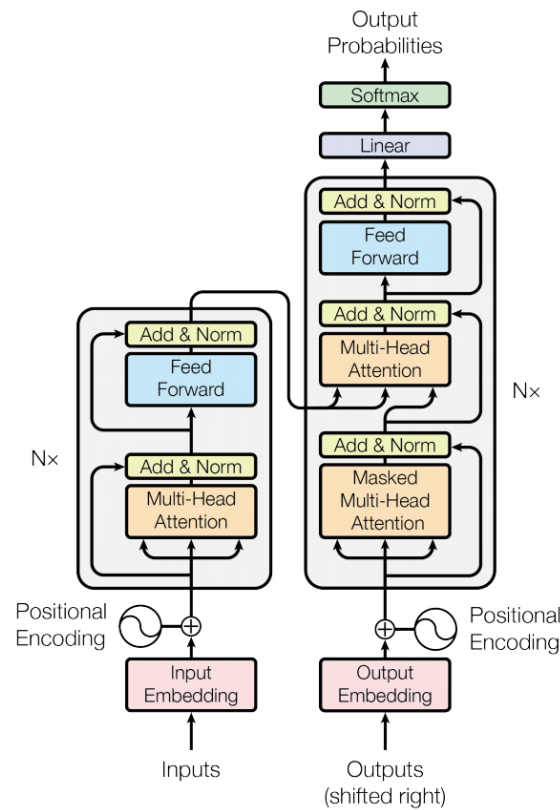 Output
Probabilities
Softmax
Linear
Add & Norm
Feed
Forward
Add & Norm
Multi-Head
Attention
Add & Norm
Masked
Multi-Head
Attention
N×
Add & Norm
Feed
Forward
Add & Norm
Multi-Head
Attention
N×
Positional
Encoding
Positional
Encoding
Input
Embedding
Output
Embedding
Inputs
Outputs
(shifted right)